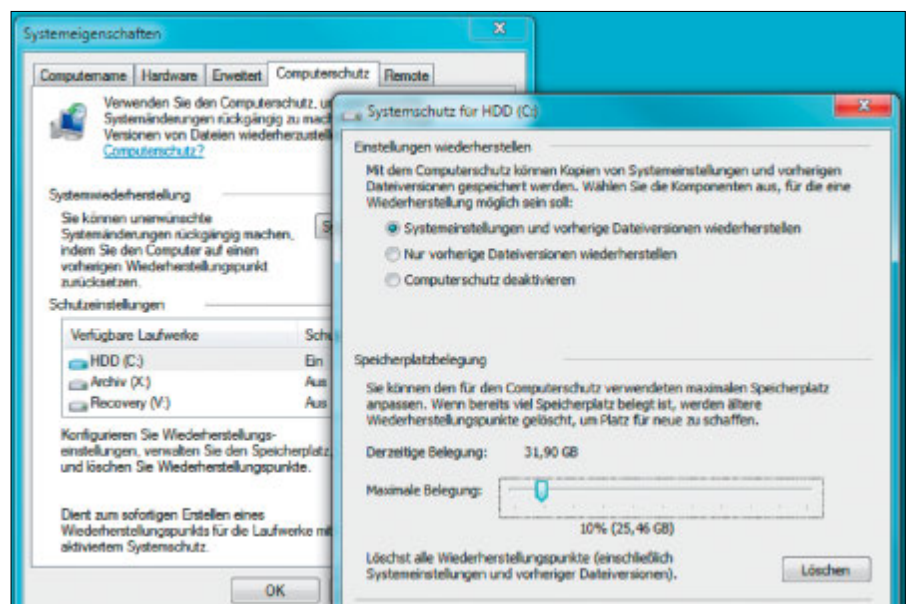 Systemeigenschaften
Computername Hardware Erweitert Computerschutz Remote
Verwenden Sie den Computerschutz, u
Systemänderungen rückgängig zu mach
Versionen von Dateien wiederherzustelle
Computerschutz?
Systemwiederherstellung
Sie können unerwünschte
Systemänderungen rückgängig machen,
indem Sie den Computer auf einen
vorherigen Wiederherstellungspunkt
zurücksetzen.
S
Schutzeinstellungen
Verfügbare Laufwerke Schu
HDD (C:) Ein
Archiv (X:) Aus
Recovery (V:) Aus
Konfigurieren Sie Wiederherstellungs-
einstellungen, verwalten Sie den Speicherplatz,
und löschen Sie Wiederherstellungspunkte.
Dient zum sofortigen Erstellen eines
Wiederherstellungspunkts für die Laufwerke mit
aktiviertem Systemschutz.
OK
Systemschutz für HDD (C:)
Einstellungen wiederherstellen
Mit dem Computerschutz können Kopien von Systemeinstellungen und vorherigen
Dateiversionen gespeichert werden. Wählen Sie die Komponenten aus, für die eine
Wiederherstellung möglich sein soll:
Systemeinstellungen und vorherige Dateiversionen wiederherstellen
Nur vorherige Dateiversionen wiederherstellen
Computerschutz deaktivieren
Speicherplatzbelegung
Sie können den für den Computerschutz verwendeten maximalen Speicherplatz
anpassen. Wenn bereits viel Speicherplatz belegt ist, werden ältere
Wiederherstellungspunkte gelöscht, um Platz für neue zu schaffen.
Derzeitige Belegung: 31,90 GB
Maximale Belegung:
10% (25,46 GB)
Löschst alle Wiederherstellungspunkte (einschließlich
Systemeinstellungen und vorheriger Dateiversionen).
Löschen